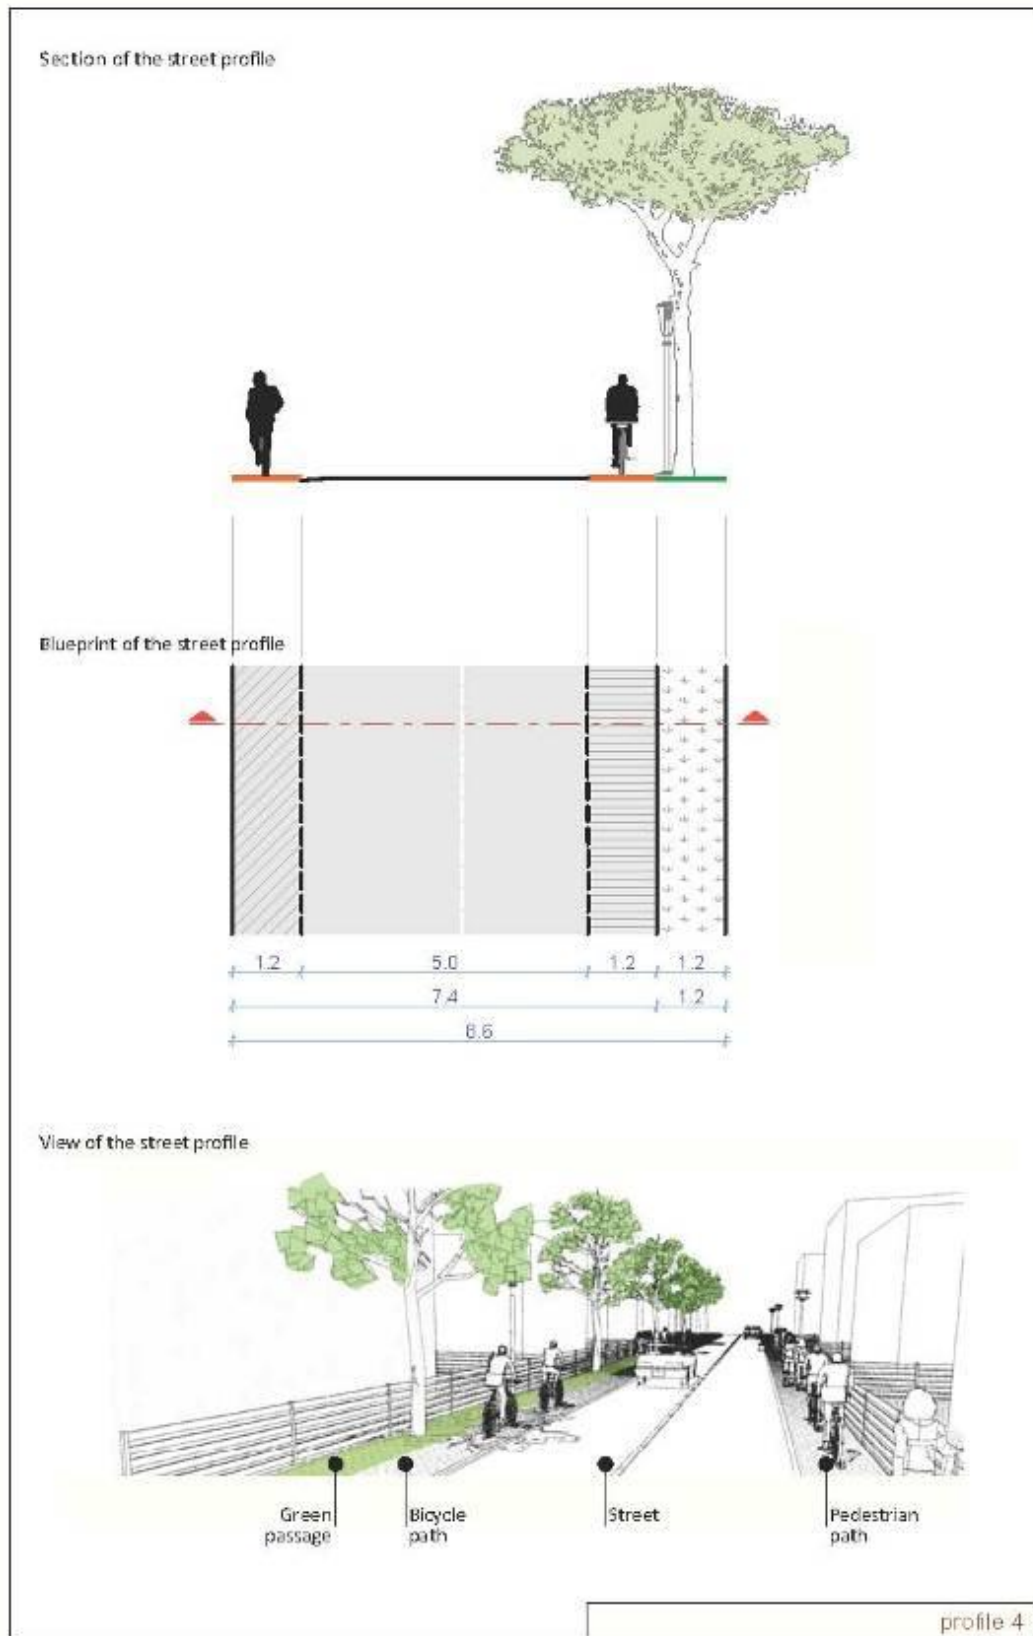 Section of the street profile
Blueprint of the street profile
1.2 5.0 1.2 1.2
7.4 1.2
8.6
View of the street profile
Green passage
Bicycle path
Street
Pedestrian path
profile 4